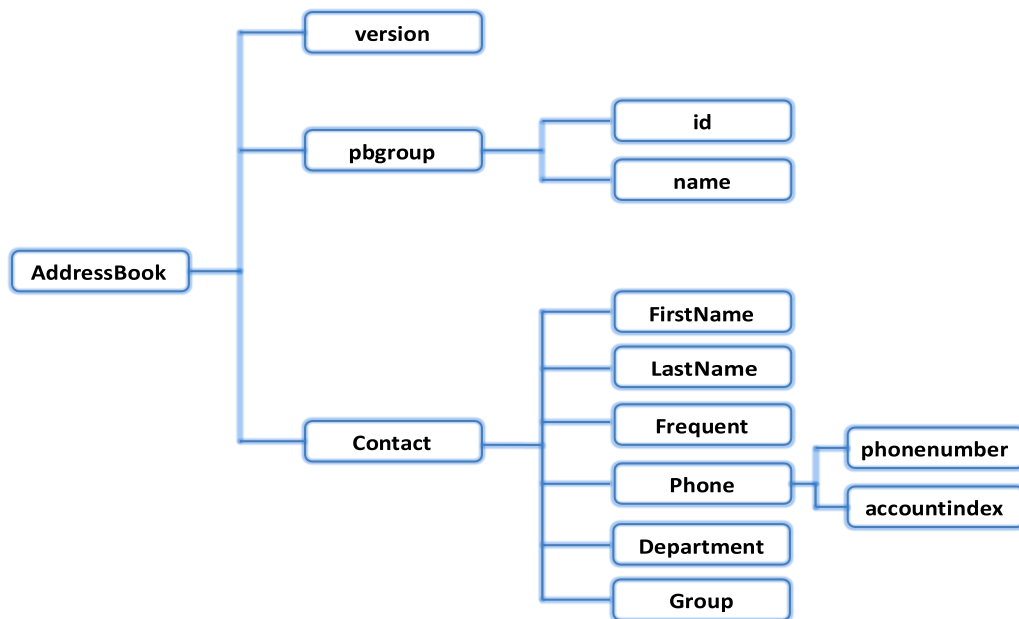 version
pbgroup
id
name
AddressBook
Contact
FirstName
LastName
Frequent
Phone
phonenumber
accountindex
Department
Group